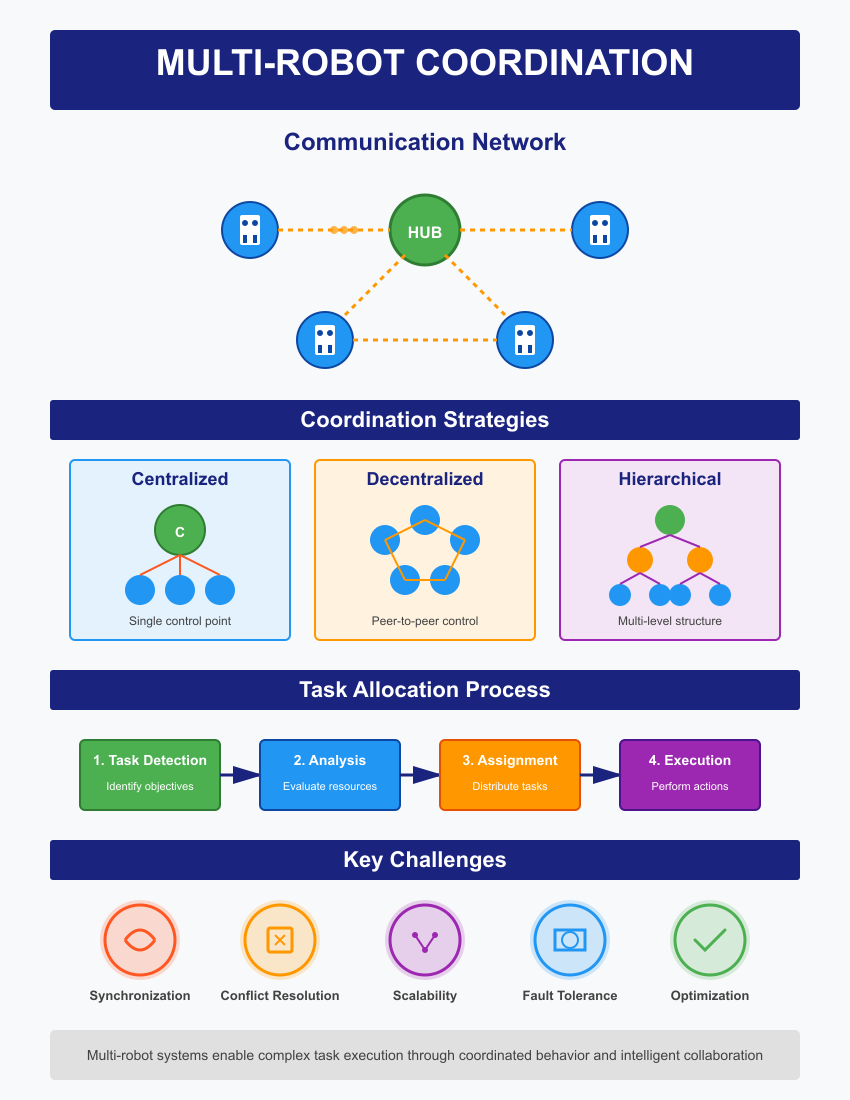 MULTI-ROBOT COORDINATION
Communication Network
HUB
Coordination Strategies
Centralized
C
Single control point
Decentralized
Peer-to-peer control
Hierarchical
Multi-level structure
Task Allocation Process
1. Task Detection
Identify objectives
2. Analysis
Evaluate resources
3. Assignment
Distribute tasks
4. Execution
Perform actions
Key Challenges
Synchronization
Conflict Resolution
Scalability
Fault Tolerance
Optimization
Multi-robot systems enable complex task execution through coordinated behavior and intelligent collaboration